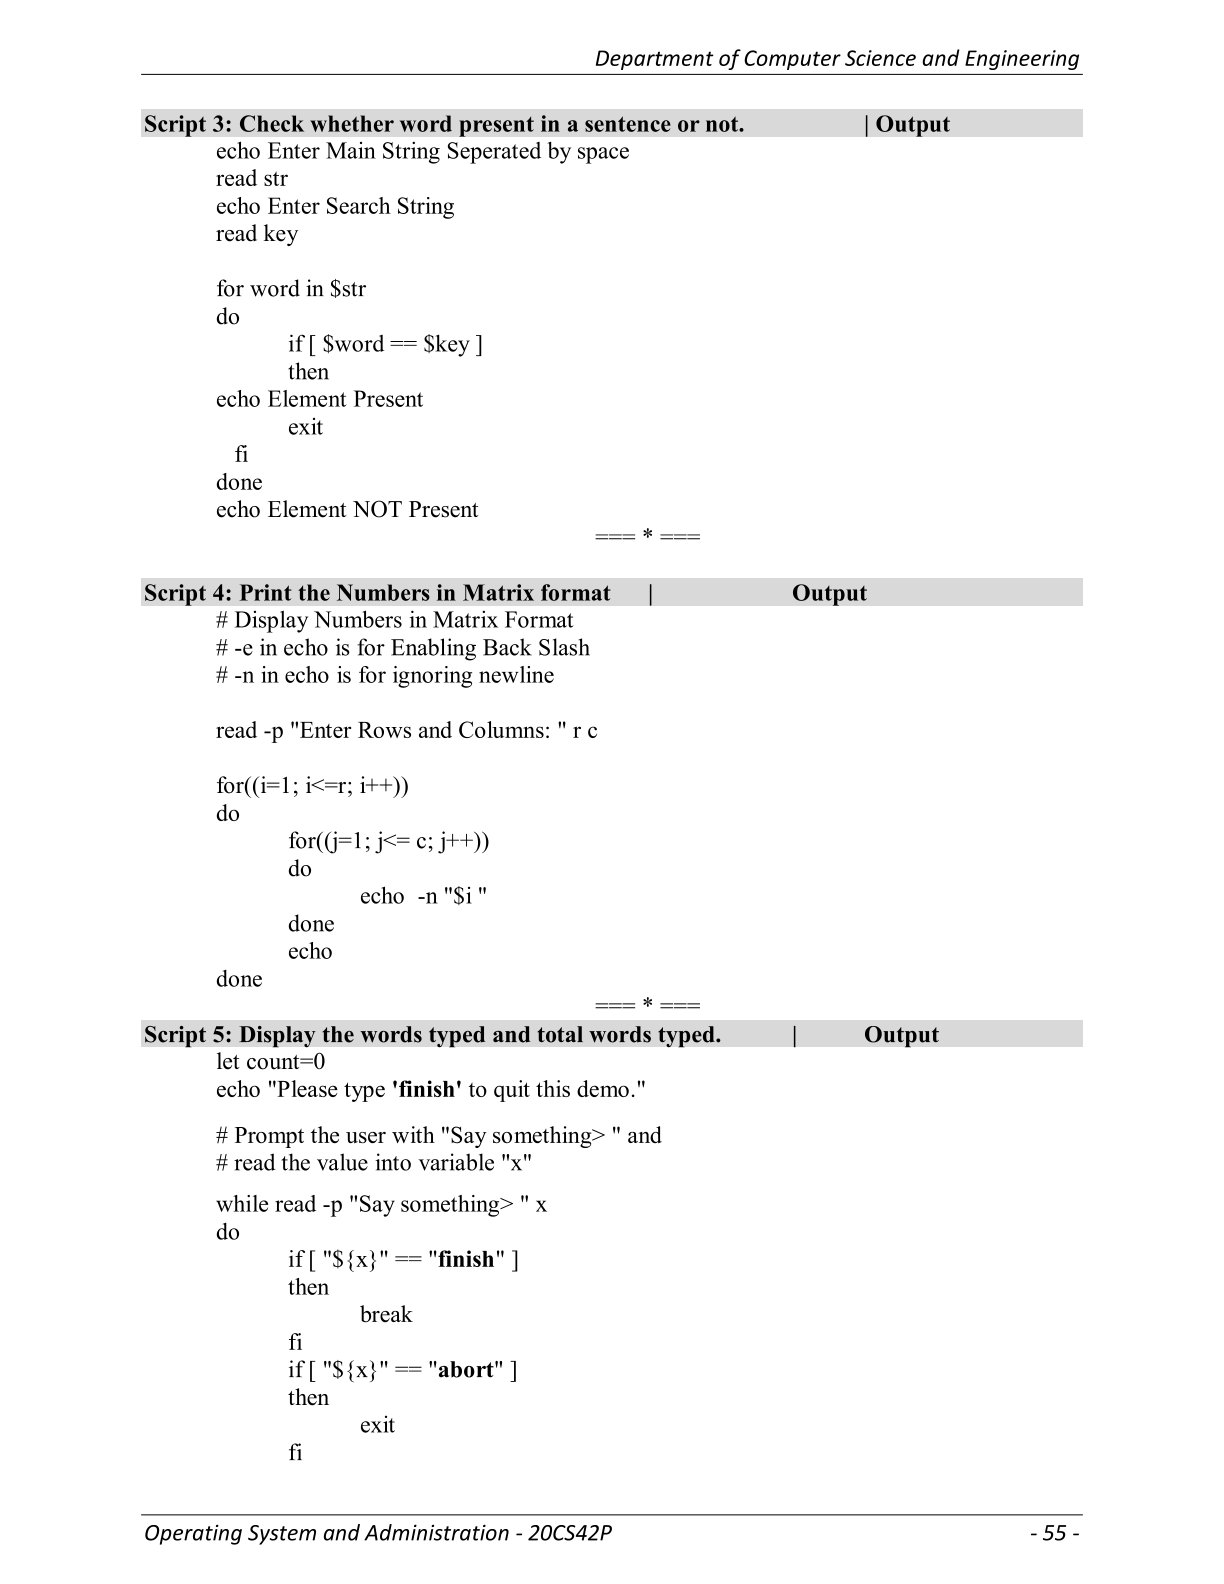 Department of Computer Science and Engineering
Script 3: Check whether word present in a sentence or not. | Output
echo Enter Main String Seperated by space
read str
echo Enter Search String
read key
for word in $str
do
if [ $word == $key ]
then
echo Element Present
exit
fi
done
echo Element NOT Present
=== * ===
Script 4: Print the Numbers in Matrix format | Output
# Display Numbers in Matrix Format
# -e in echo is for Enabling Back Slash
# -n in echo is for ignoring newline
read -p "Enter Rows and Columns: " r c
for((i=1; i<=r; i++))
do
for((j=1; j<= c; j++))
do
echo  -n "$i "
done
echo
done
=== * ===
Script 5: Display the words typed and total words typed. | Output
let count=0
echo "Please type 'finish' to quit this demo."
# Prompt the user with "Say something> " and
# read the value into variable "x"
while read -p "Say something> " x
do
if [ "${x}" == "finish" ]
then
break
fi
if [ "${x}" == "abort" ]
then
exit
fi
Operating System and Administration - 20CS42P - 55 -